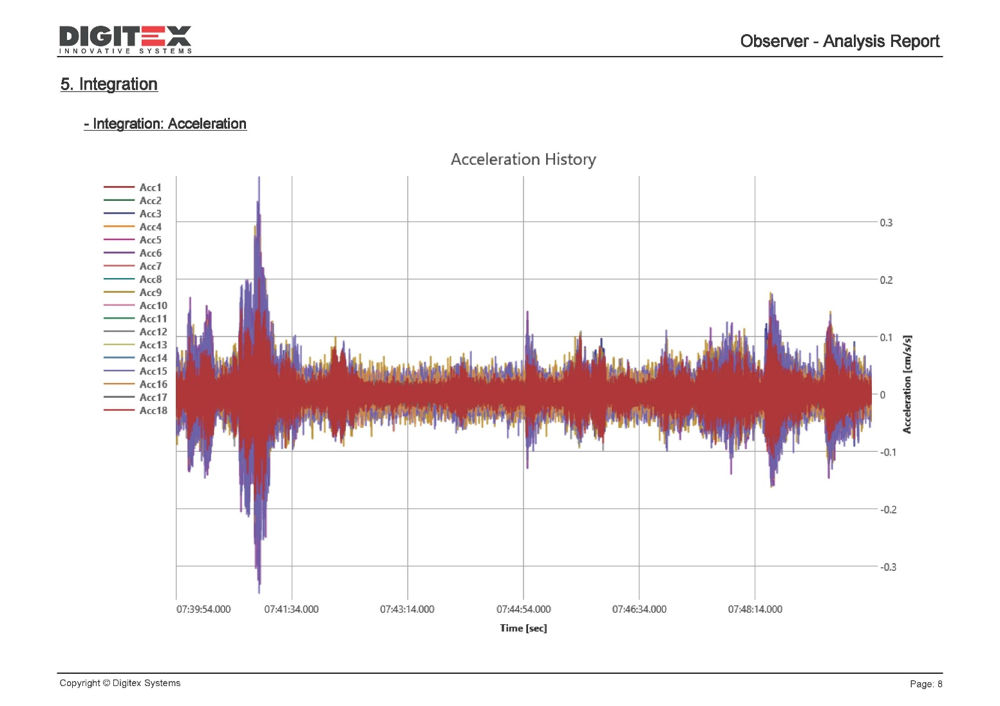 DIGITEX
INNOVATIVE SYSTEMS
Observer - Analysis Report
5. Integration
- Integration: Acceleration
Acceleration History
Acc1
Acc2
Acc3
Acc4
Acc5
Acc6
Acc7
Acc8
Acc9
Acc10
Acc11
Acc12
Acc13
Acc14
Acc15
Acc16
Acc17
Acc18
0.3
0.2
0.1
0
-0.1
-0.2
-0.3
Acceleration [cm/s/s]
07:39:54.000 07:41:34.000 07:43:14.000 07:44:54.000 07:46:34.000 07:48:14.000
Time [sec]
Copyright © Digitex Systems
Page: 8